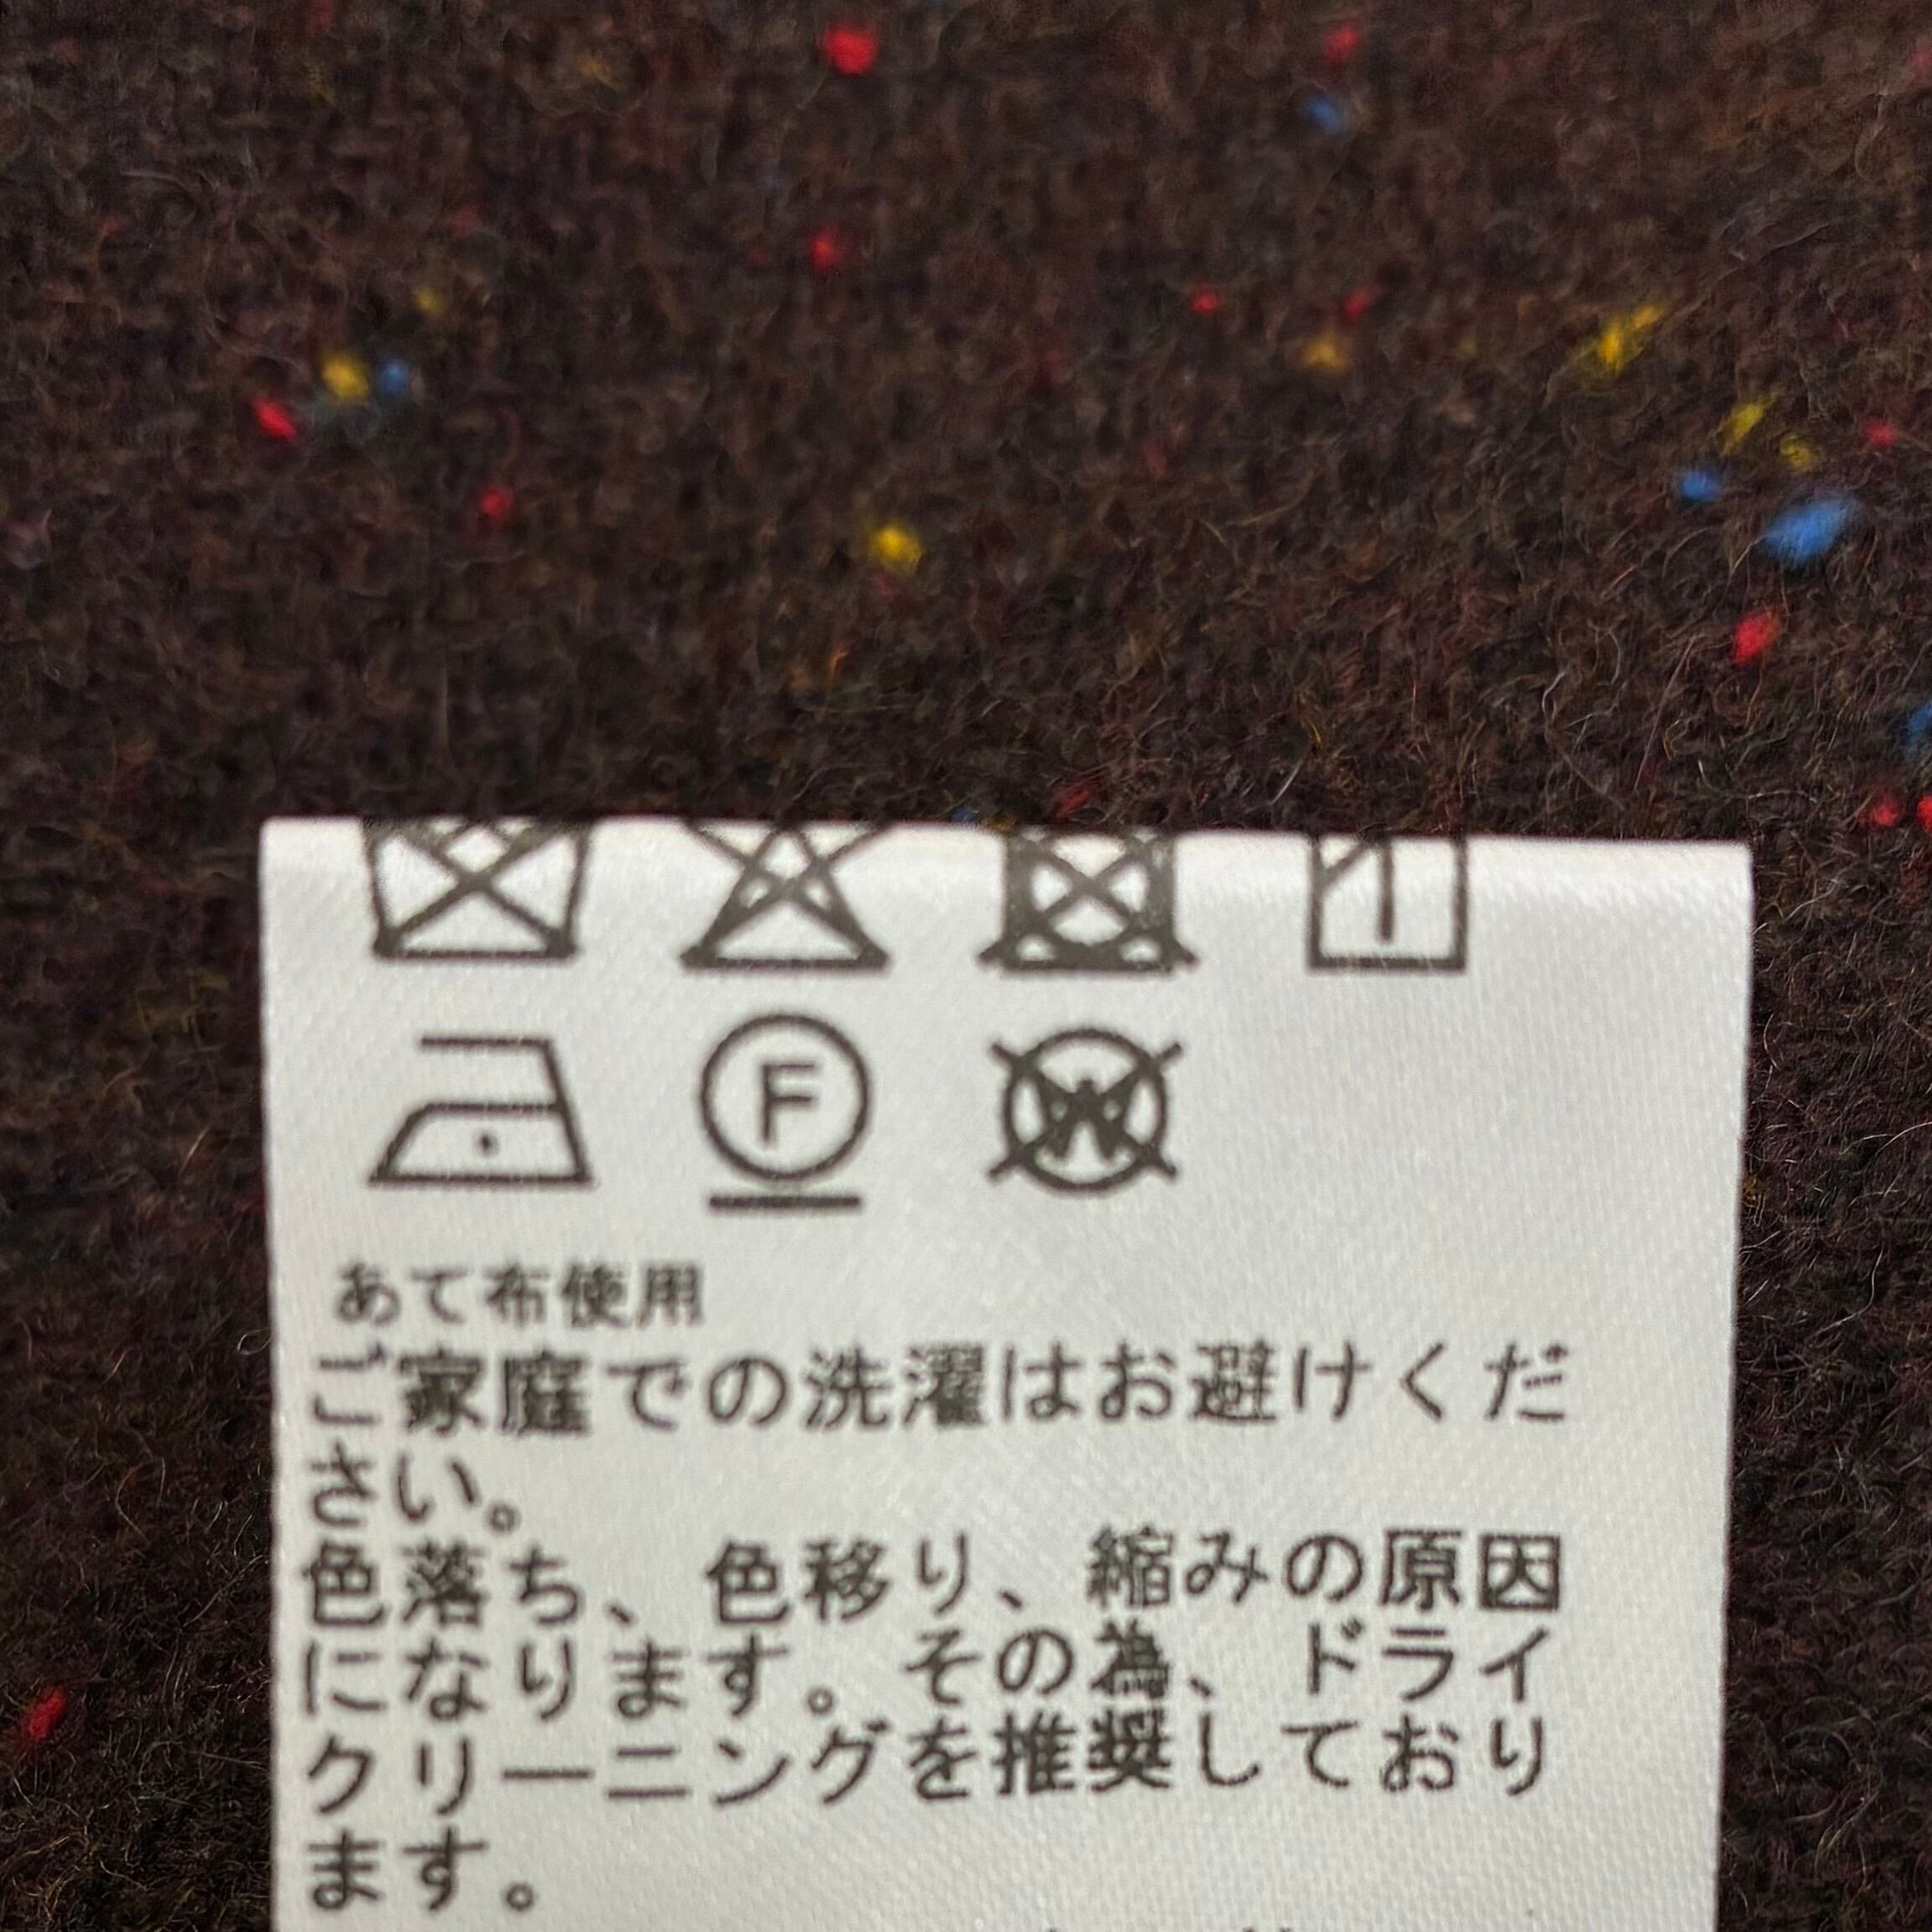 F
W
あて布使用
ご家庭での洗濯はお避けくだ
さい。
色落ち、色移り、縮みの原因
になります。その為、ドライ
クリーニングを推奨しており
ます。